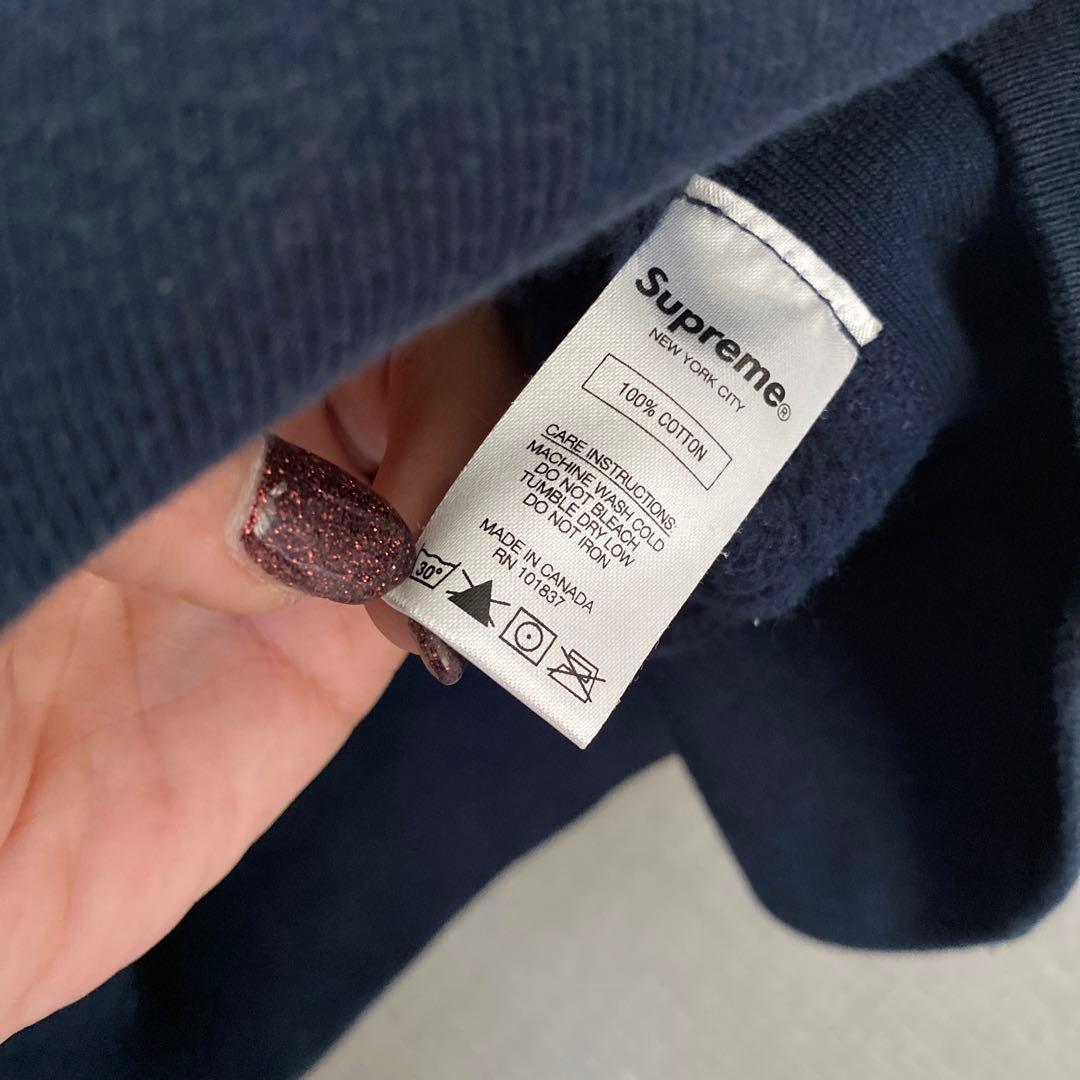 Supreme®
NEW YORK CITY
100% COTTON
CARE INSTRUCTIONS
MACHINE WASH COLD
DO NOT BLEACH
TUMBLE DRY LOW
DO NOT IRON
MADE IN CANADA
RN 101837
30°